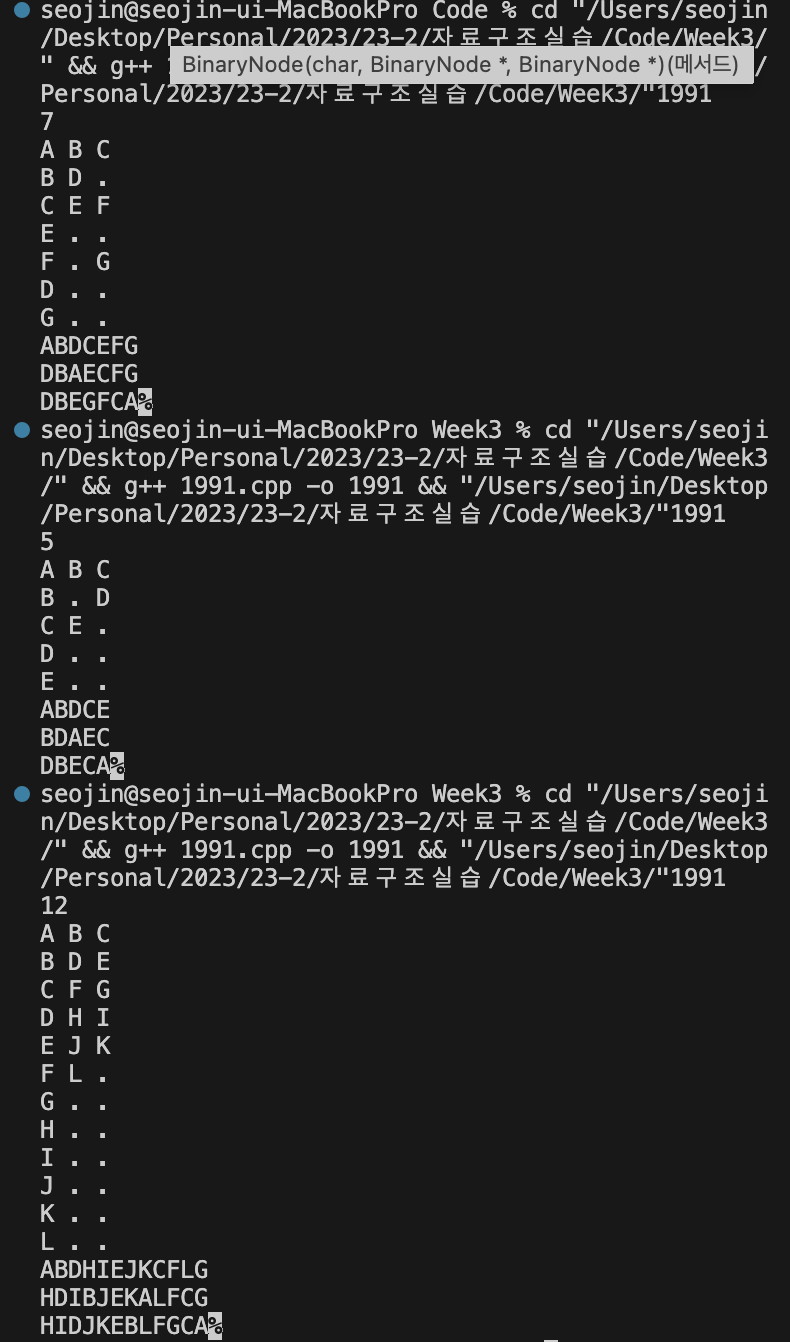 seojin@seojin-ui-MacBookPro Code % cd "/Users/seojin
/Desktop/Personal/2023/23-2/자료구조실습/Code/Week3/
" && g++ BinaryNode(char, BinaryNode *, BinaryNode *)(메서드) /
Personal/2023/23-2/자료구조실습/Code/Week3/"1991
7
A B C
B D .
C E F
E . .
F . G
D . .
G . .
ABDCEFG
DBAECFG
DBEGFCA%
seojin@seojin-ui-MacBookPro Week3 % cd "/Users/seoji
n/Desktop/Personal/2023/23-2/자료구조실습/Code/Week3
/" && g++ 1991.cpp -o 1991 && "/Users/seojin/Desktop
/Personal/2023/23-2/자료구조실습/Code/Week3/"1991
5
A B C
B . D
C E .
D . .
E . .
ABDCE
BDAEC
DBECA%
seojin@seojin-ui-MacBookPro Week3 % cd "/Users/seoji
n/Desktop/Personal/2023/23-2/자료구조실습/Code/Week3
/" && g++ 1991.cpp -o 1991 && "/Users/seojin/Desktop
/Personal/2023/23-2/자료구조실습/Code/Week3/"1991
12
A B C
B D E
C F G
D H I
E J K
F L .
G . .
H . .
I . .
J . .
K . .
L . .
ABDHIEJKCFLG
HDIBJEKALFCG
HIDJKEBLFGCA%